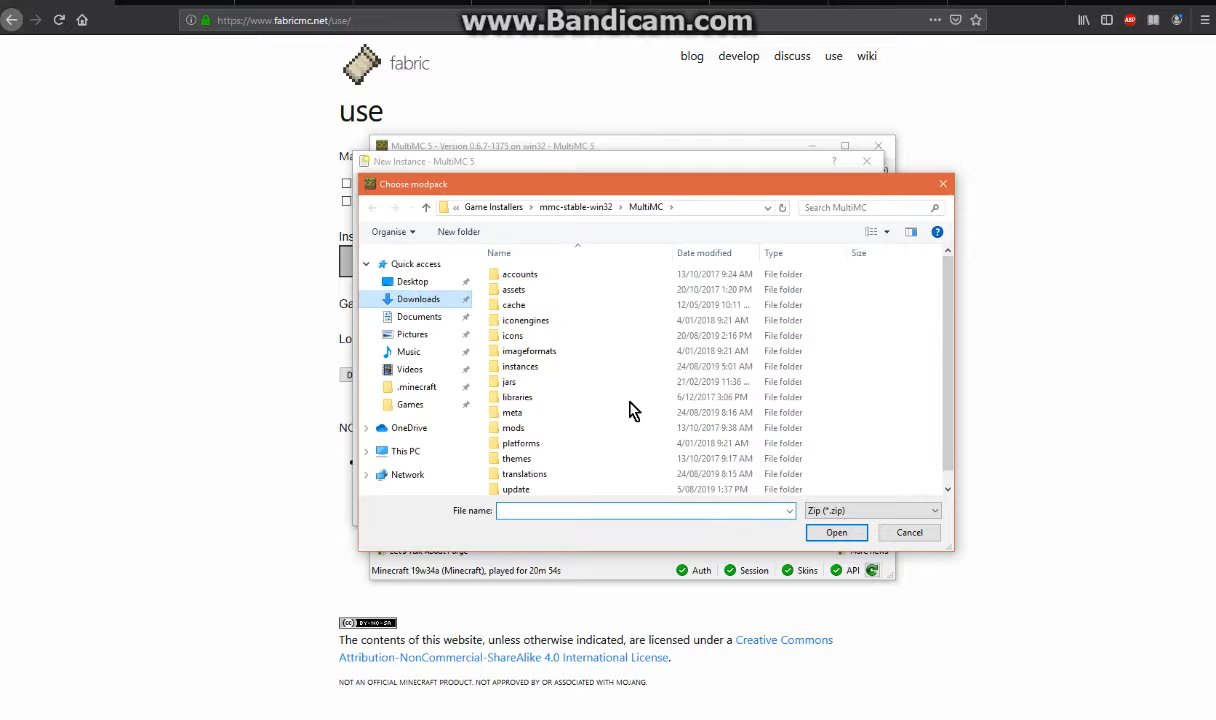 https://www.fabricmc.net/use/
www.Bandicam.com
ABP
fabric
blog develop discuss use wiki
use
MultiMC 5 - Version 0.6.7-1375 on win32 - MultiMC 5
New Instance - MultiMC 5
?
Choose modpack
« Game Installers › mmc-stable-win32 › MultiMC ›
Search MultiMC
Organise New folder
Name Date modified Type Size
Quick access
Desktop
Downloads
Documents
Pictures
Music
Videos
.minecraft
Games
OneDrive
This PC
Network
accounts 13/10/2017 9:24 AM File folder
assets 20/10/2017 1:20 PM File folder
cache 12/05/2019 10:11 ... File folder
iconengines 4/01/2018 9:21 AM File folder
icons 20/08/2019 2:16 PM File folder
imageformats 4/01/2018 9:21 AM File folder
instances 24/08/2019 5:01 AM File folder
jars 21/02/2019 11:36 ... File folder
libraries 6/12/2017 3:06 PM File folder
meta 24/08/2019 8:16 AM File folder
mods 13/10/2017 9:38 AM File folder
platforms 4/01/2018 9:21 AM File folder
themes 13/10/2017 9:17 AM File folder
translations 24/08/2019 8:15 AM File folder
update 5/08/2019 1:37 PM File folder
File name: Zip (*.zip)
Open Cancel
Minecraft 19w34a (Minecraft), played for 20m 54s
Auth Session Skins API
cc BY-NC-SA
The contents of this website, unless otherwise indicated, are licensed under a Creative Commons
Attribution-NonCommercial-ShareAlike 4.0 International License.
NOT AN OFFICIAL MINECRAFT PRODUCT. NOT APPROVED BY OR ASSOCIATED WITH MOJANG.